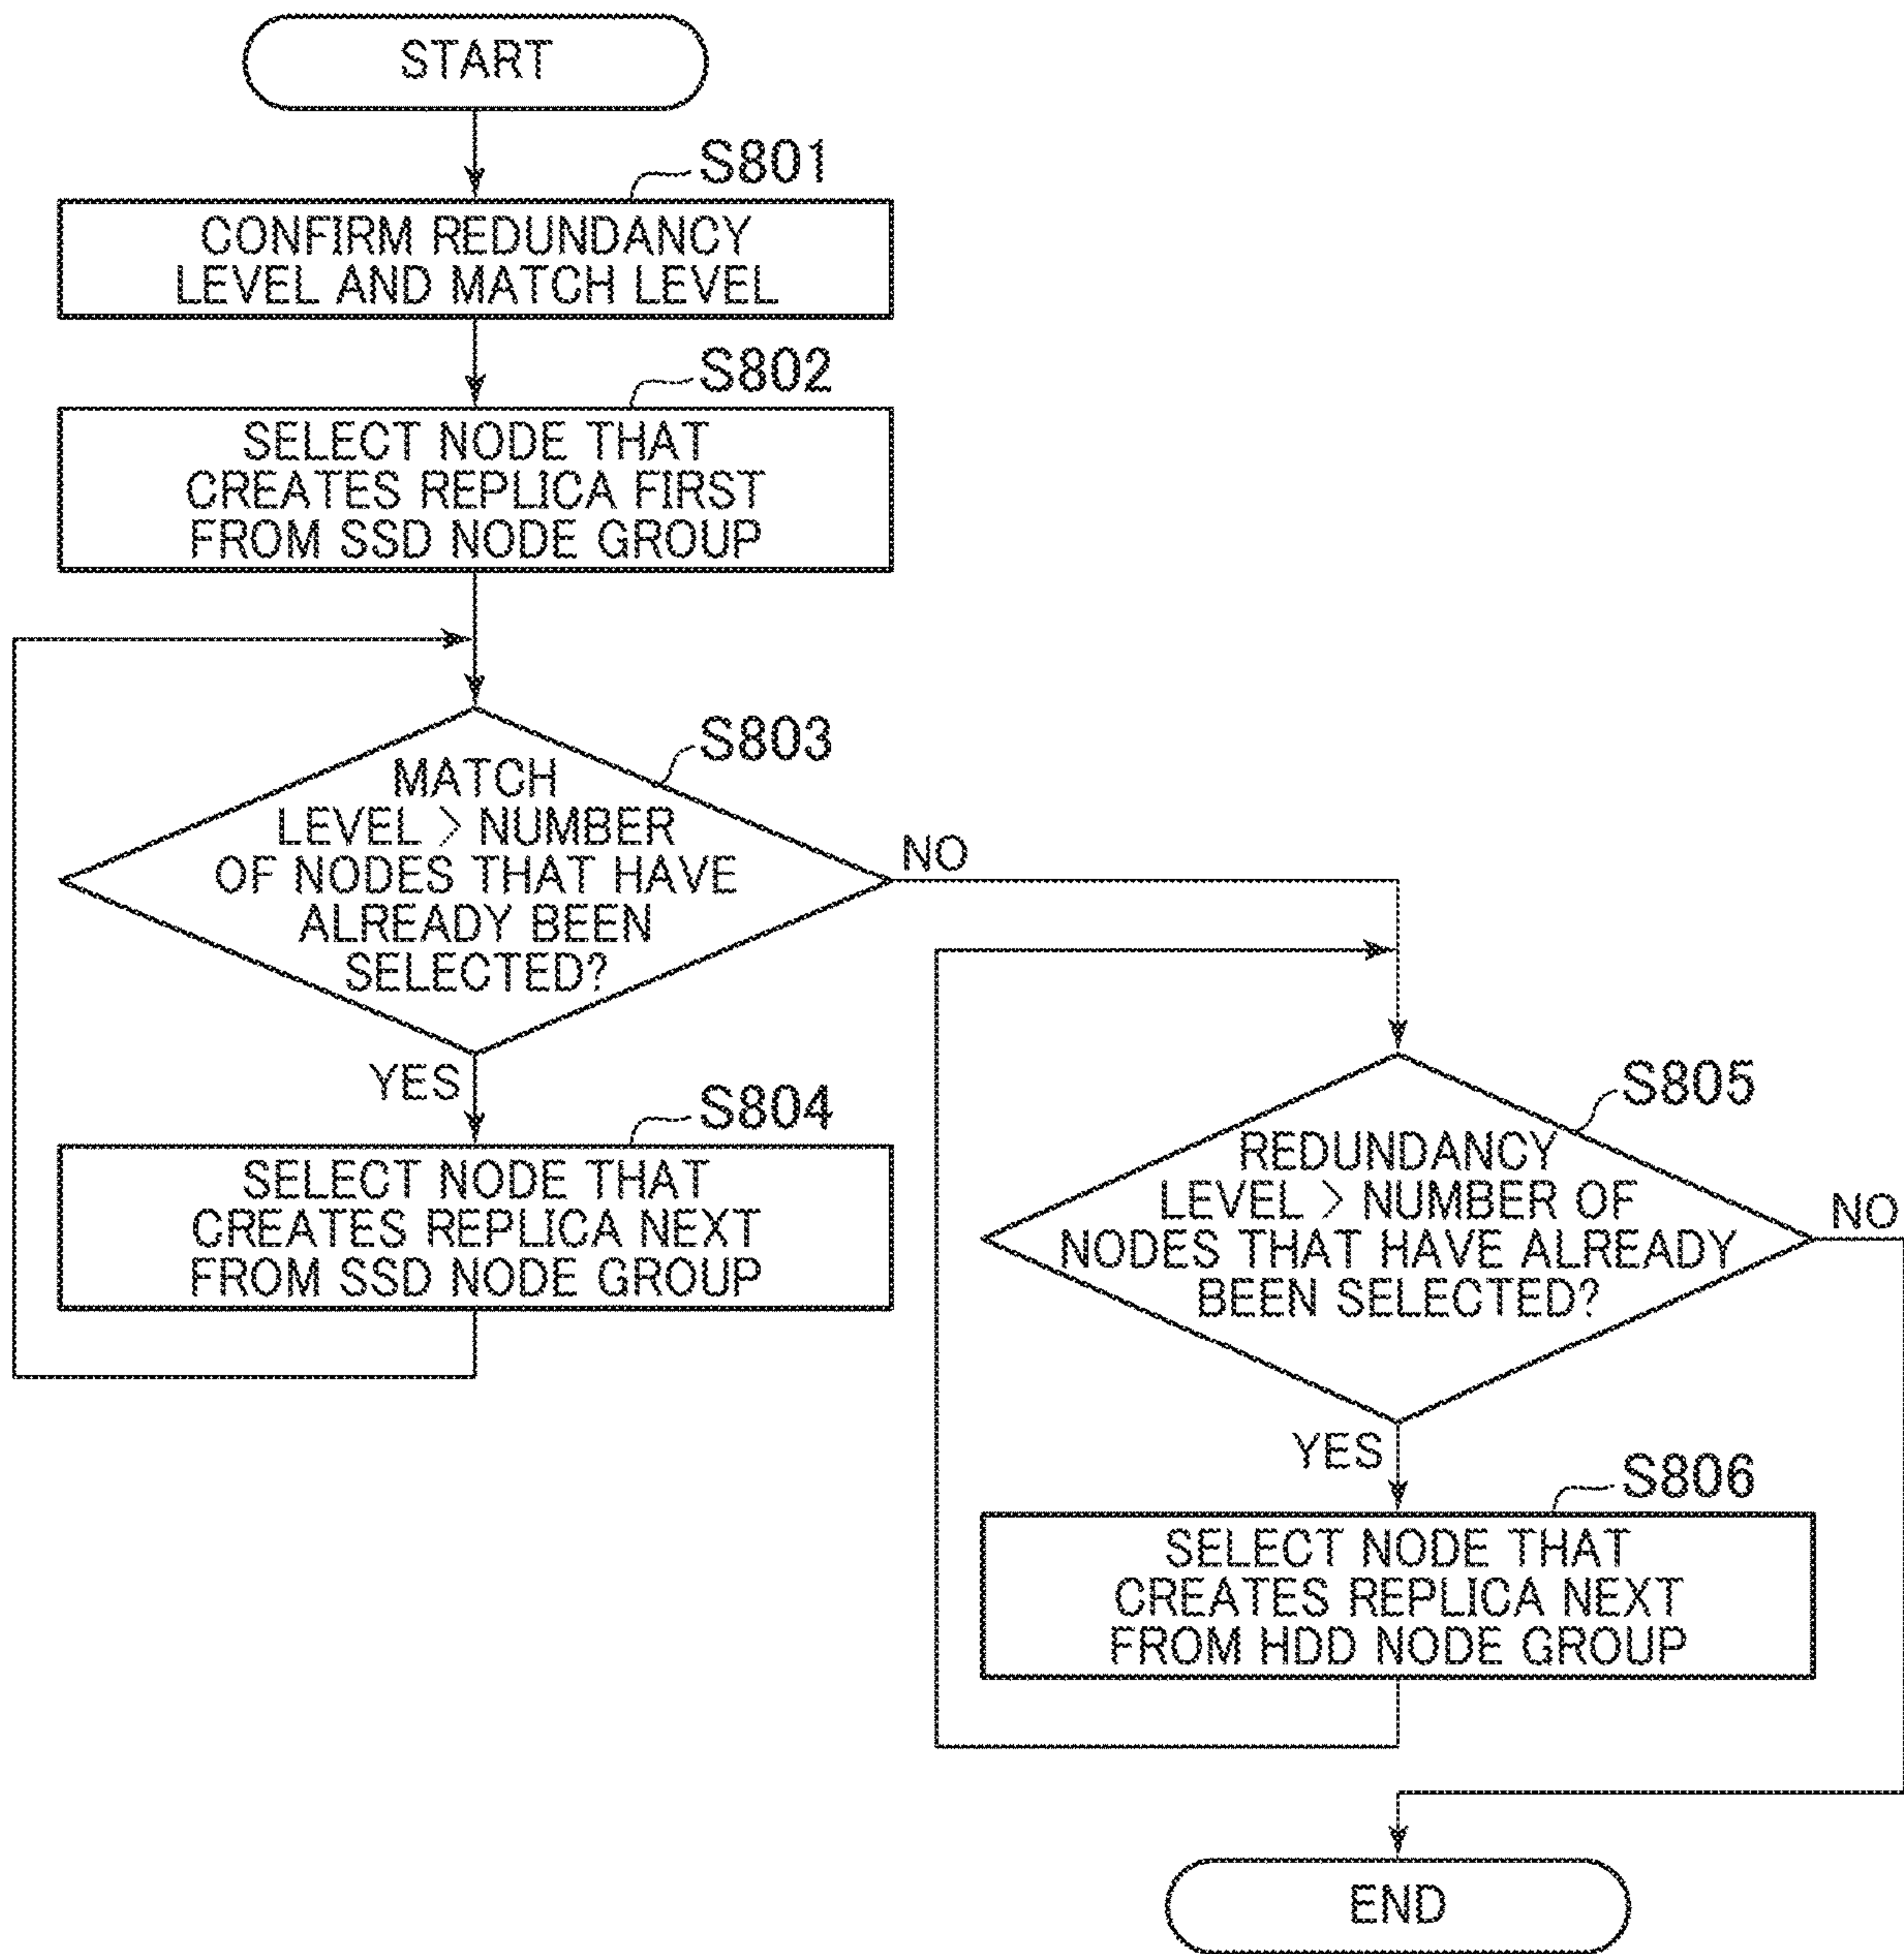 START
S801
CONFIRM REDUNDANCY
LEVEL AND MATCH LEVEL
S802
SELECT NODE THAT
CREATES REPLICA FIRST
FROM SSD NODE GROUP
S803
MATCH
LEVEL > NUMBER
OF NODES THAT HAVE
ALREADY BEEN
SELECTED?
NO
YES
S804
SELECT NODE THAT
CREATES REPLICA NEXT
FROM SSD NODE GROUP
S805
REDUNDANCY
LEVEL > NUMBER OF
NODES THAT HAVE ALREADY
BEEN SELECTED?
NO
YES
S806
SELECT NODE THAT
CREATES REPLICA NEXT
FROM HDD NODE GROUP
END